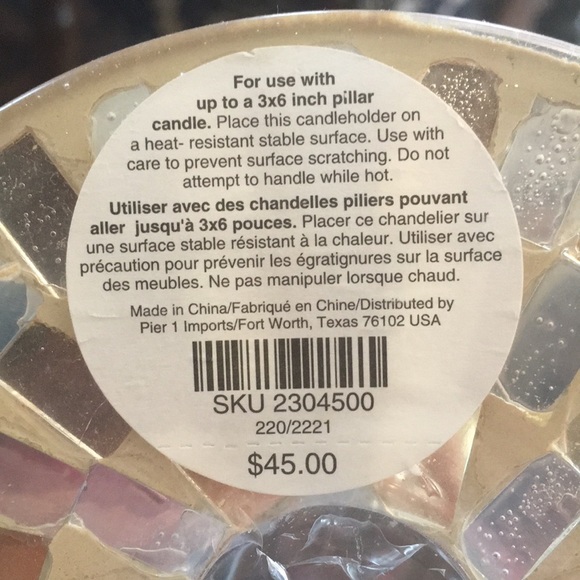 For use with
up to a 3x6 inch pillar
candle. Place this candleholder on
a heat- resistant stable surface. Use with
care to prevent surface scratching. Do not
attempt to handle while hot.
Utiliser avec des chandelles piliers pouvant
aller jusqu'à 3x6 pouces. Placer ce chandelier sur
une surface stable résistant à la chaleur. Utiliser avec
précaution pour prévenir les égratignures sur la surface
des meubles. Ne pas manipuler lorsque chaud.
Made in China/Fabriqué en Chine/Distributed by
Pier 1 Imports/Fort Worth, Texas 76102 USA
SKU 2304500
220/2221
$45.00